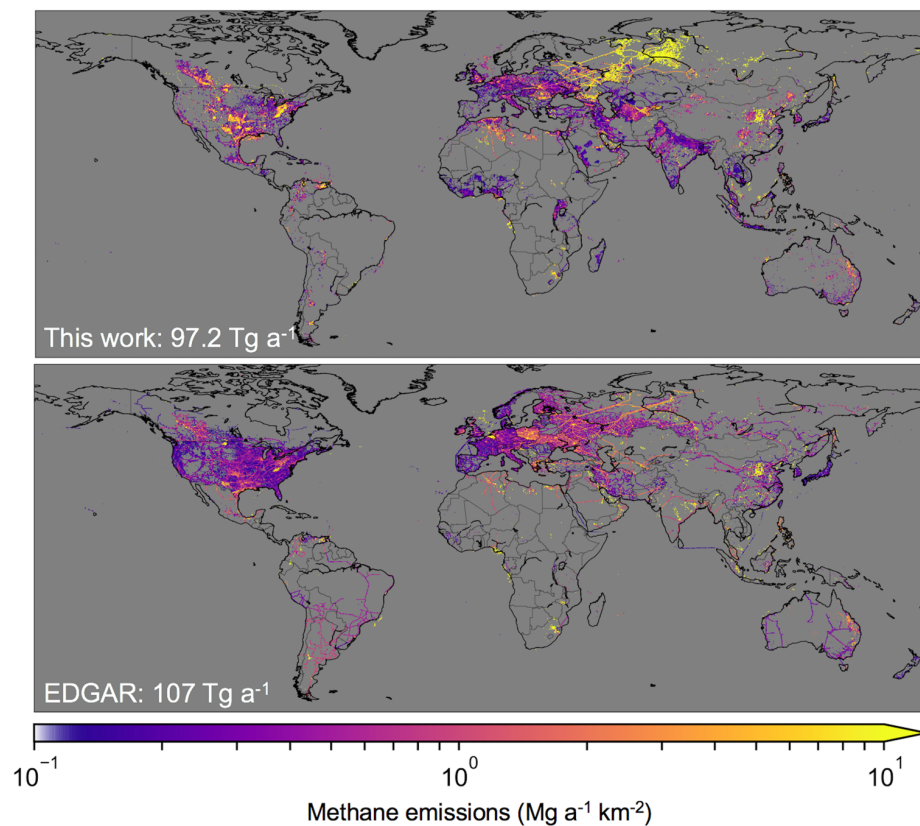 This work: 97.2 Tg a⁻¹
EDGAR: 107 Tg a⁻¹
10⁻¹ 10⁰ 10¹
Methane emissions (Mg a⁻¹ km⁻²)